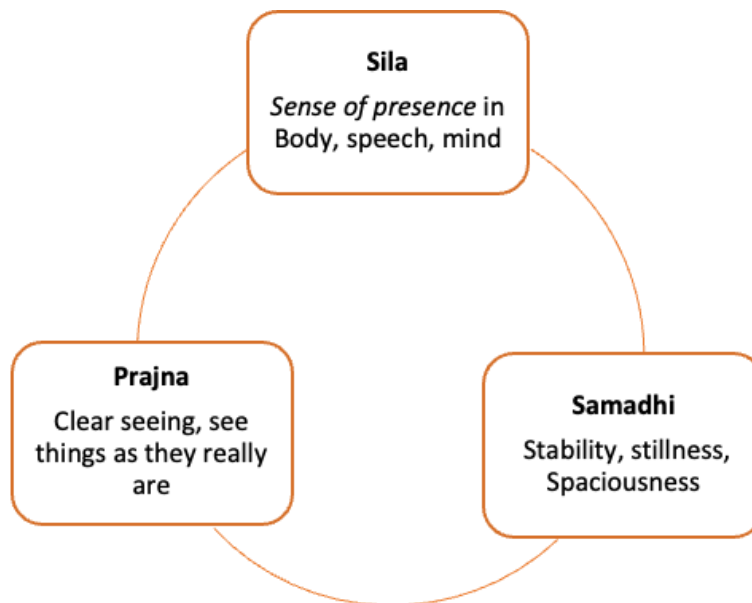 Sila
Sense of presence in
Body, speech, mind
Prajna
Clear seeing, see
things as they really
are
Samadhi
Stability, stillness,
Spaciousness